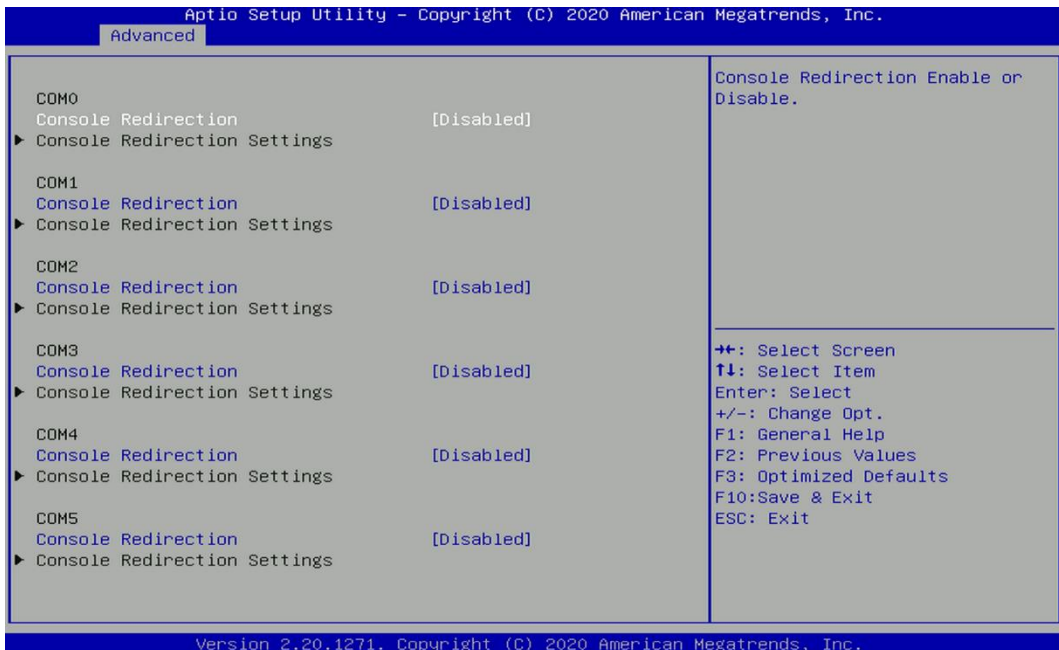 Aptio Setup Utility – Copyright (C) 2020 American Megatrends, Inc.
Advanced
COM0
Console Redirection [Disabled]
► Console Redirection Settings
COM1
Console Redirection [Disabled]
► Console Redirection Settings
COM2
Console Redirection [Disabled]
► Console Redirection Settings
COM3
Console Redirection [Disabled]
► Console Redirection Settings
COM4
Console Redirection [Disabled]
► Console Redirection Settings
COM5
Console Redirection [Disabled]
► Console Redirection Settings
Console Redirection Enable or
Disable.
→←: Select Screen
↑↓: Select Item
Enter: Select
+/-: Change Opt.
F1: General Help
F2: Previous Values
F3: Optimized Defaults
F10:Save & Exit
ESC: Exit
Version 2.20.1271. Copyright (C) 2020 American Megatrends, Inc.